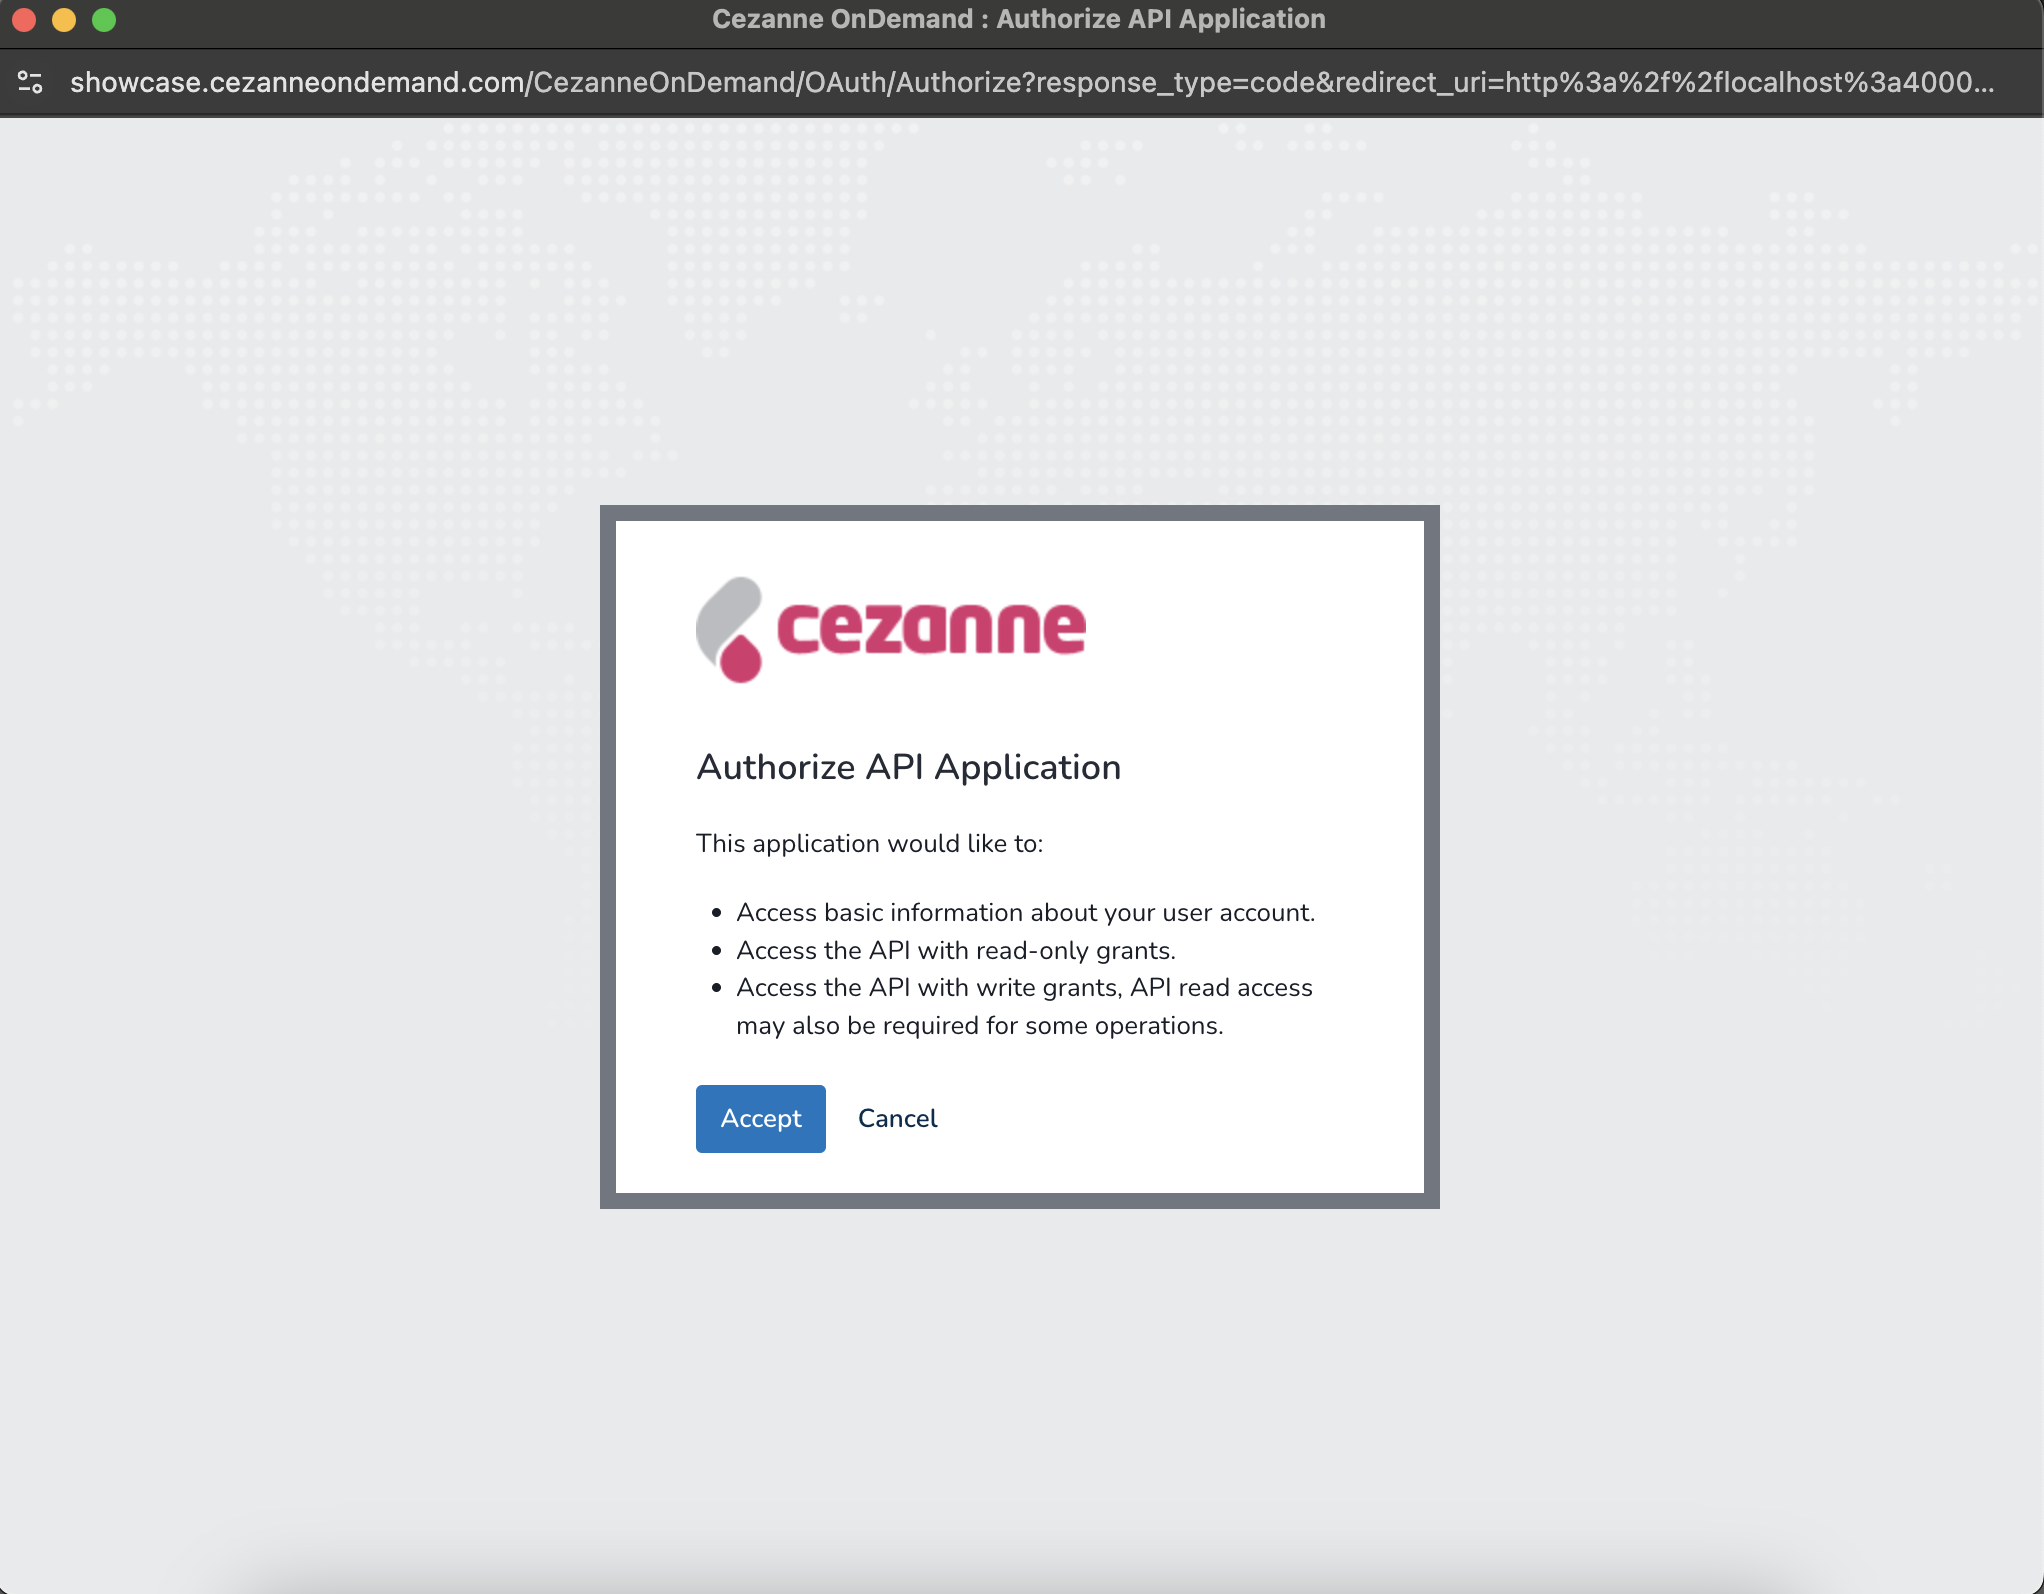 Cezanne OnDemand : Authorize API Application
showcase.cezanneondemand.com/CezanneOnDemand/OAuth/Authorize?response_type=code&redirect_uri=http%3a%2f%2flocalhost%3a4000...
cezanne
Authorize API Application
This application would like to:
• Access basic information about your user account.
• Access the API with read-only grants.
• Access the API with write grants, API read access
may also be required for some operations.
Accept Cancel